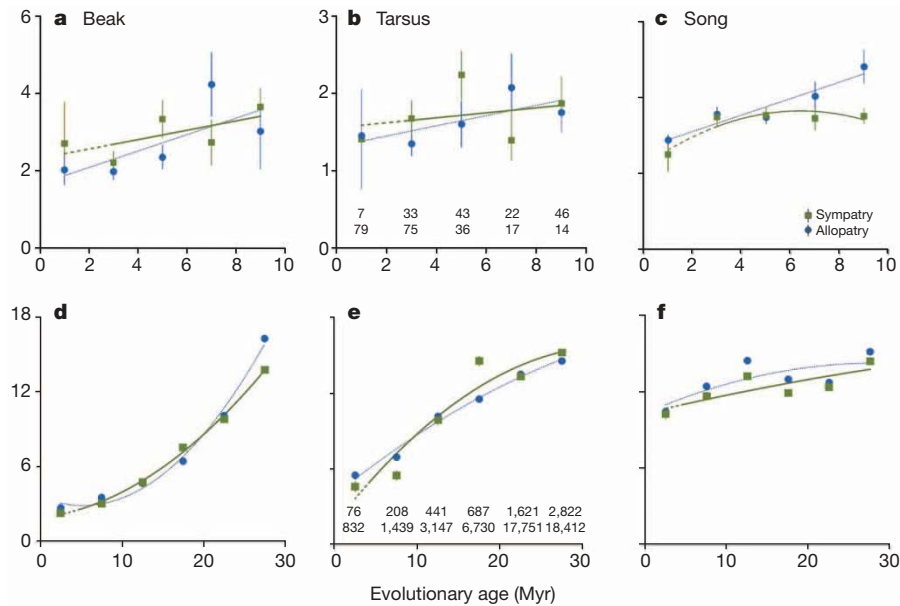 a Beak
b Tarsus
c Song
6
4
2
0
0 2 4 6 8 10
3
2
1
0
7 33 43 22 46
79 75 36 17 14
0 2 4 6 8 10
Sympatry
Allopatry
0 2 4 6 8 10
d
e
f
18
12
6
0
0 10 20 30
76 208 441 687 1,621 2,822
832 1,439 3,147 6,730 17,751 18,412
0 10 20 30
0 10 20 30
Evolutionary age (Myr)